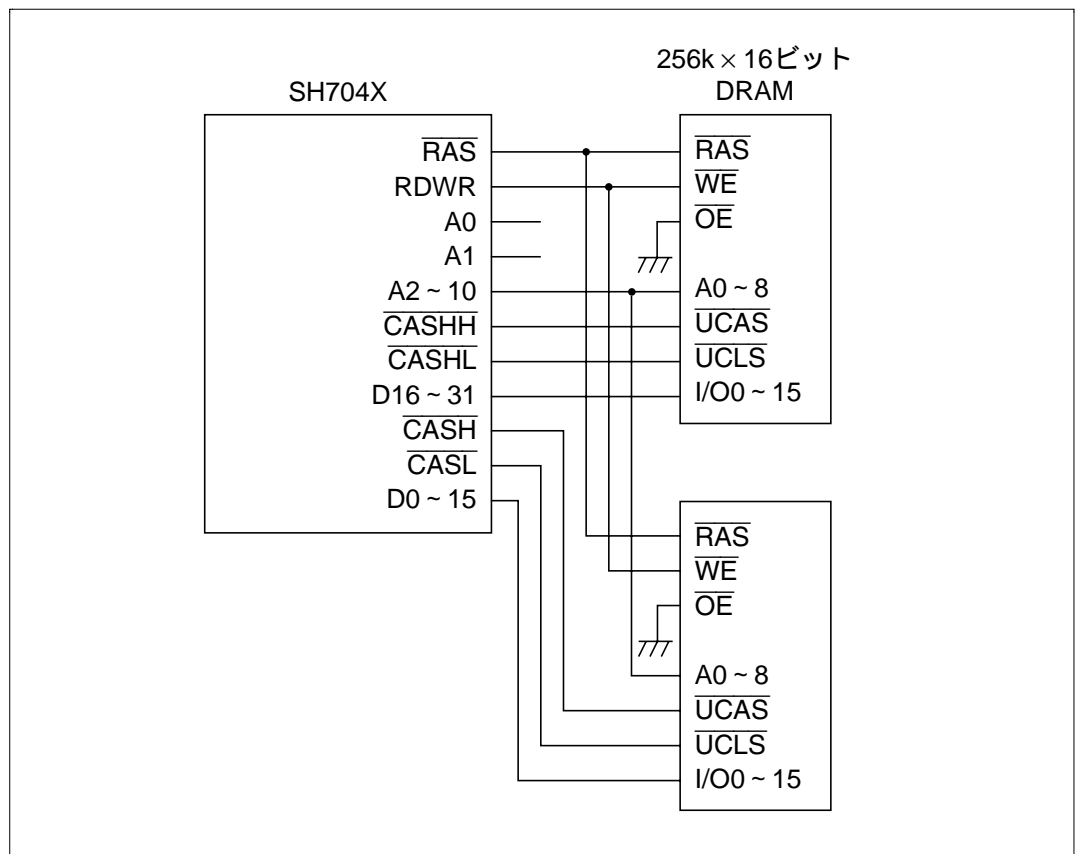 SH704X
RAS
RDWR
A0
A1
A2 ~ 10
CASHH
CASHL
D16 ~ 31
CASH
CASL
D0 ~ 15
256k × 16ビット
DRAM
RAS
WE
OE
A0 ~ 8
UCAS
UCLS
I/O0 ~ 15
RAS
WE
OE
A0 ~ 8
UCAS
UCLS
I/O0 ~ 15